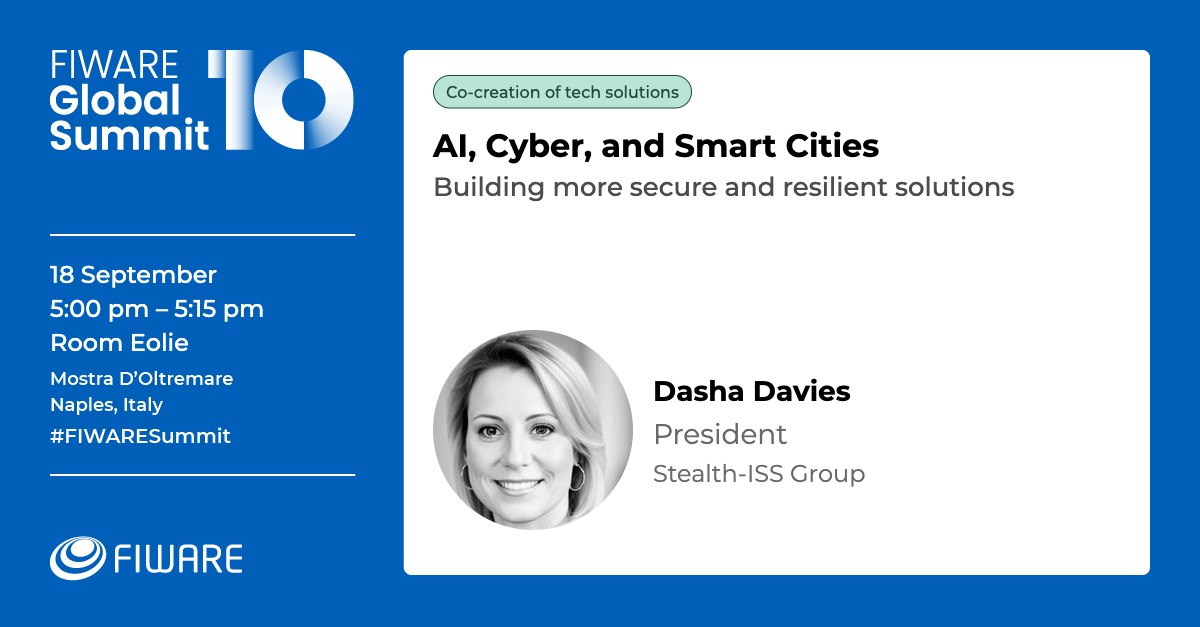 FIWARE
Global
Summit
10
18 September
5:00 pm – 5:15 pm
Room Eolie
Mostra D’Oltremare
Naples, Italy
#FIWARESummit
FIWARE
Co-creation of tech solutions
AI, Cyber, and Smart Cities
Building more secure and resilient solutions
Dasha Davies
President
Stealth-ISS Group